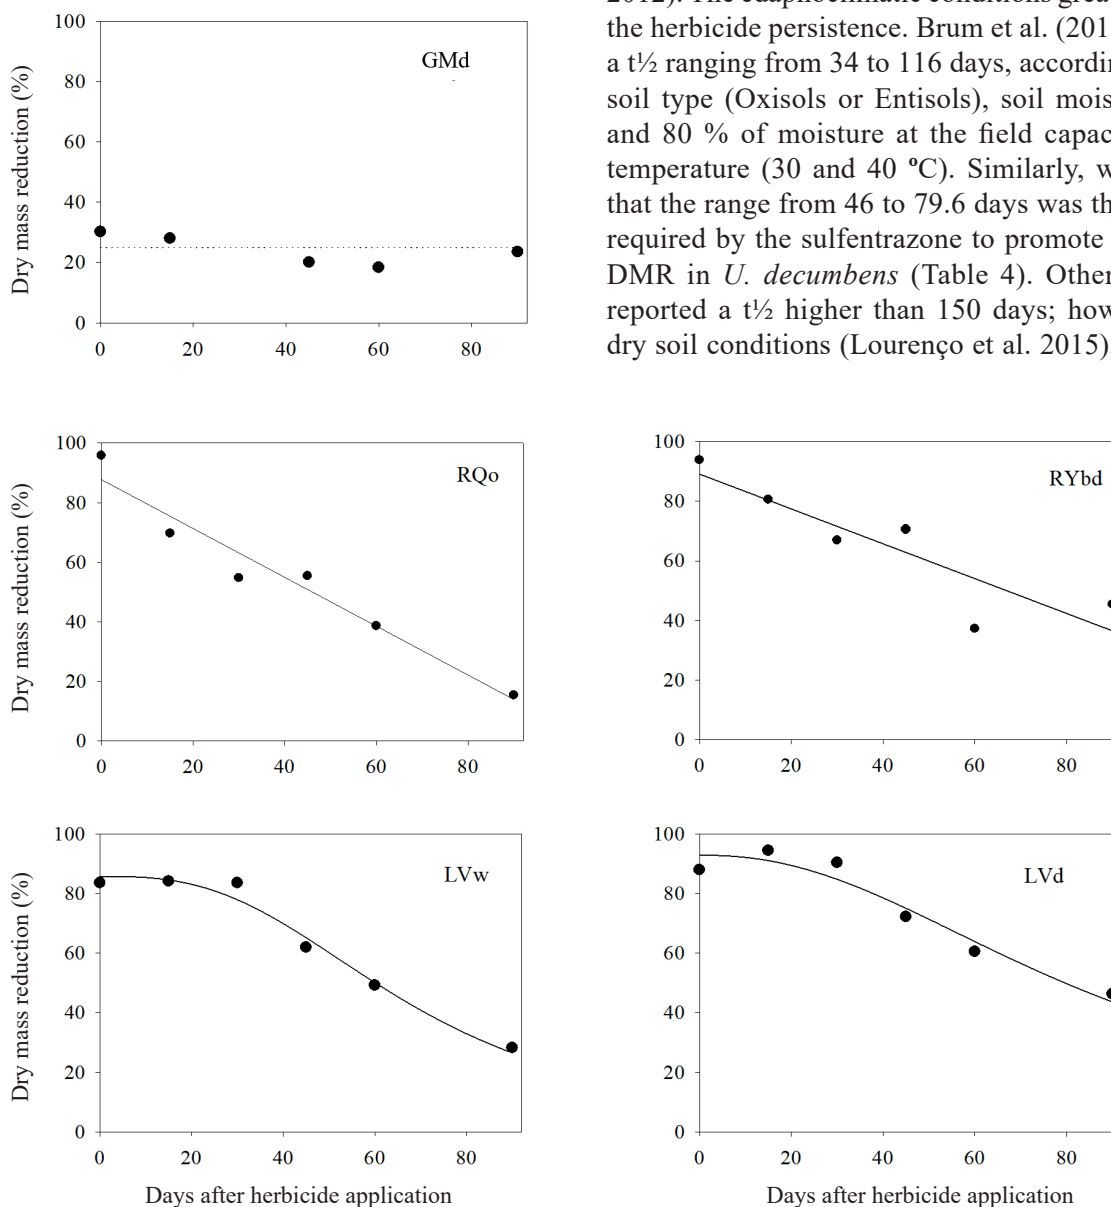 100
80
60
40
20
0
Dry mass reduction (%)
GMd
0 20 40 60 80
the herbicide persistence. Brum et al. (201
a t½ ranging from 34 to 116 days, accordin
soil type (Oxisols or Entisols), soil mois
and 80 % of moisture at the field capac
temperature (30 and 40 ºC). Similarly, w
that the range from 46 to 79.6 days was th
required by the sulfentrazone to promote
DMR in U. decumbens (Table 4). Other
reported a t½ higher than 150 days; how
dry soil conditions (Lourenço et al. 2015)
100
80
60
40
20
0
Dry mass reduction (%)
RQo
0 20 40 60 80
100
80
60
40
20
0
RYbd
0 20 40 60 80
100
80
60
40
20
0
Dry mass reduction (%)
LVw
0 20 40 60 80
Days after herbicide application
100
80
60
40
20
0
LVd
0 20 40 60 80
Days after herbicide application